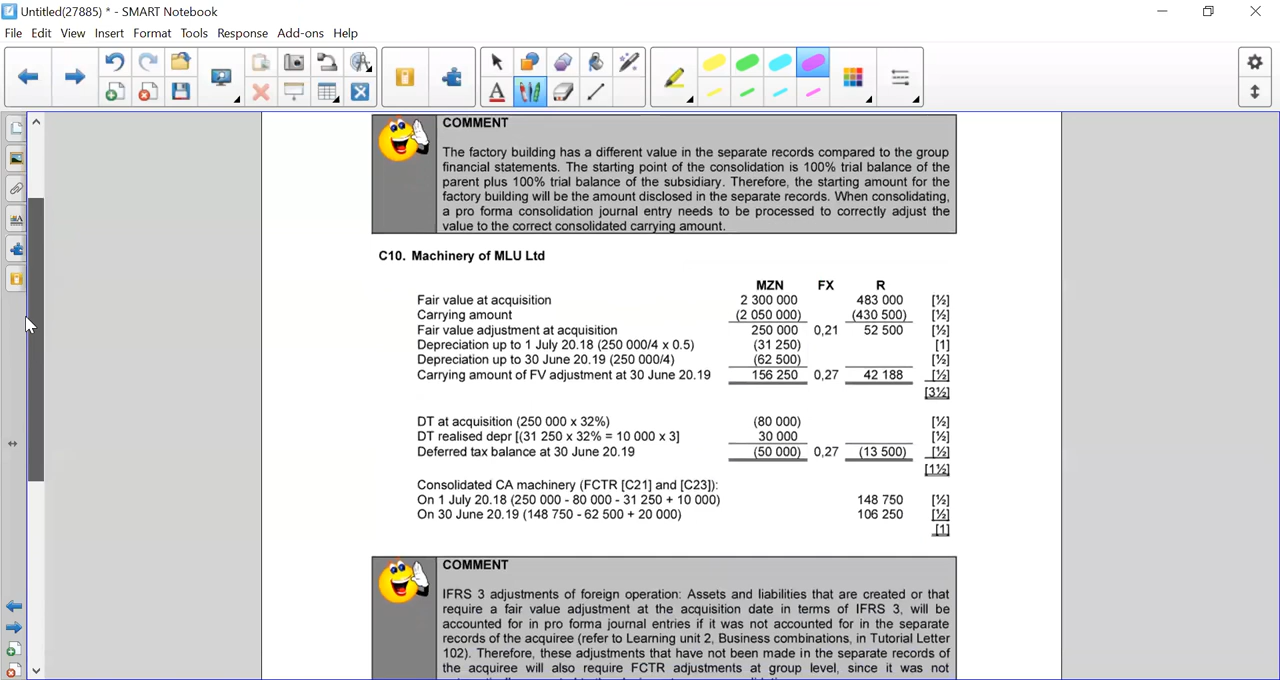 Untitled(27885) * - SMART Notebook
File Edit View Insert Format Tools Response Add-ons Help
COMMENT
The factory building has a different value in the separate records compared to the group
financial statements. The starting point of the consolidation is 100% trial balance of the
parent plus 100% trial balance of the subsidiary. Therefore, the starting amount for the
factory building will be the amount disclosed in the separate records. When consolidating,
a pro forma consolidation journal entry needs to be processed to correctly adjust the
value to the correct consolidated carrying amount.
C10. Machinery of MLU Ltd
MZN FX R
Fair value at acquisition 2 300 000 483 000 [½]
Carrying amount (2 050 000) (430 500) [½]
Fair value adjustment at acquisition 250 000 0,21 52 500 [½]
Depreciation up to 1 July 20.18 (250 000/4 x 0.5) (31 250) [1]
Depreciation up to 30 June 20.19 (250 000/4) (62 500) [½]
Carrying amount of FV adjustment at 30 June 20.19 156 250 0,27 42 188 [½]
[3½]
DT at acquisition (250 000 x 32%) (80 000) [½]
DT realised depr [(31 250 x 32% = 10 000 x 3] 30 000 [½]
Deferred tax balance at 30 June 20.19 (50 000) 0,27 (13 500) [½]
[1½]
Consolidated CA machinery (FCTR [C21] and [C23]):
On 1 July 20.18 (250 000 - 80 000 - 31 250 + 10 000) 148 750 [½]
On 30 June 20.19 (148 750 - 62 500 + 20 000) 106 250 [½]
[1]
COMMENT
IFRS 3 adjustments of foreign operation: Assets and liabilities that are created or that
require a fair value adjustment at the acquisition date in terms of IFRS 3, will be
accounted for in pro forma journal entries if it was not accounted for in the separate
records of the acquiree (refer to Learning unit 2, Business combinations, in Tutorial Letter
102). Therefore, these adjustments that have not been made in the separate records of
the acquiree will also require FCTR adjustments at group level, since it was not